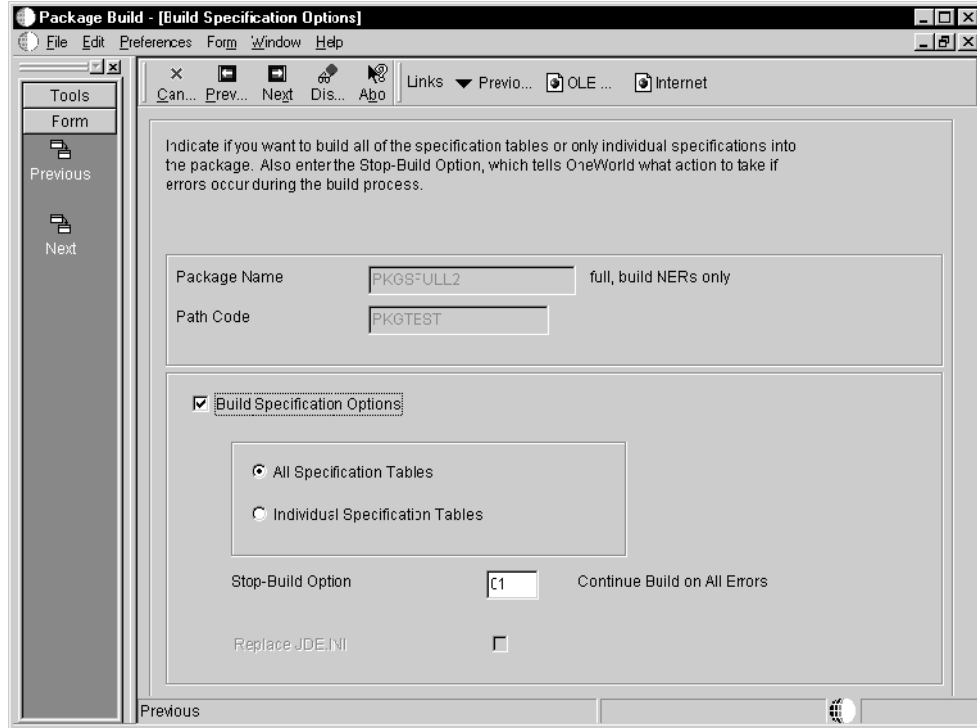 Package Build - [Build Specification Options]
File Edit Preferences Form Window Help
Tools
Form
Previous
Next
Can... Prev... Next Dis... Abo Links Previo... OLE ... Internet
Indicate if you want to build all of the specification tables or only individual specifications into
the package. Also enter the Stop-Build Option, which tells OneWorld what action to take if
errors occur during the build process.
Package Name PKGSFULL2 full, build NERs only
Path Code PKGTEST
Build Specification Options
All Specification Tables
Individual Specification Tables
Stop-Build Option 01 Continue Build on All Errors
Replace JDE.INI
Previous